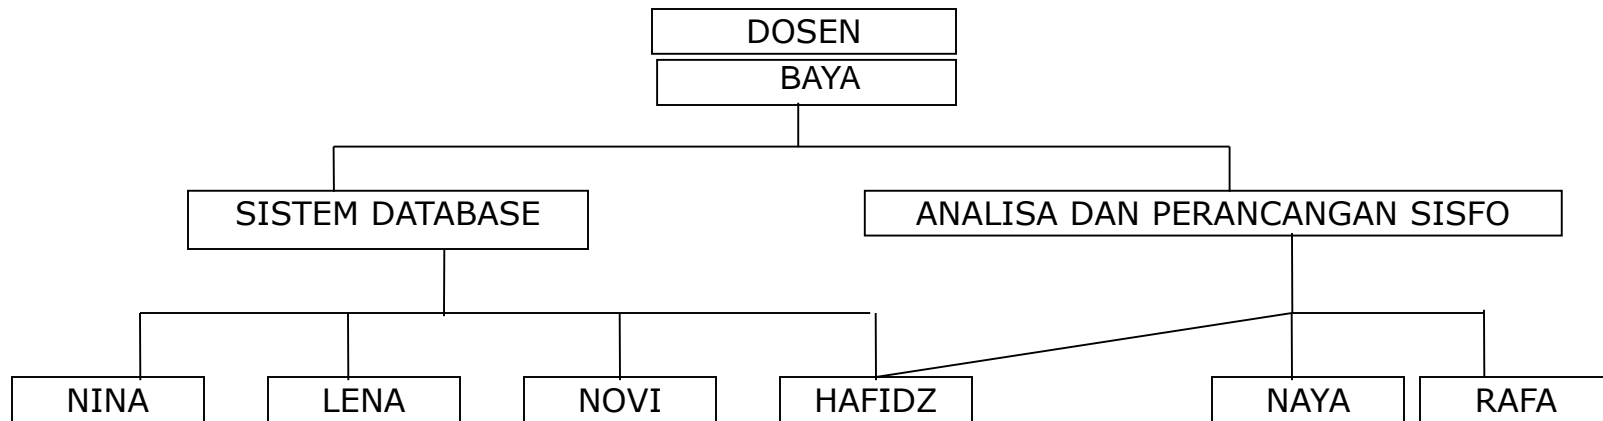 DOSEN
BAYA
SISTEM DATABASE
ANALISA DAN PERANCANGAN SISFO
NINA
LENA
NOVI
HAFIDZ
NAYA
RAFA